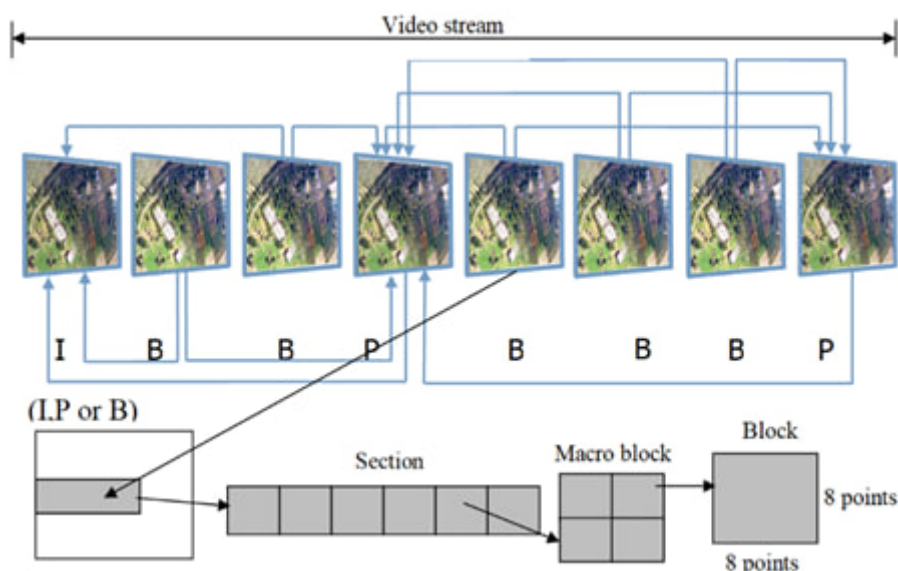 Video stream
I B B P B B B P
(I,P or B)
Section
Macro block
Block
8 points
8 points